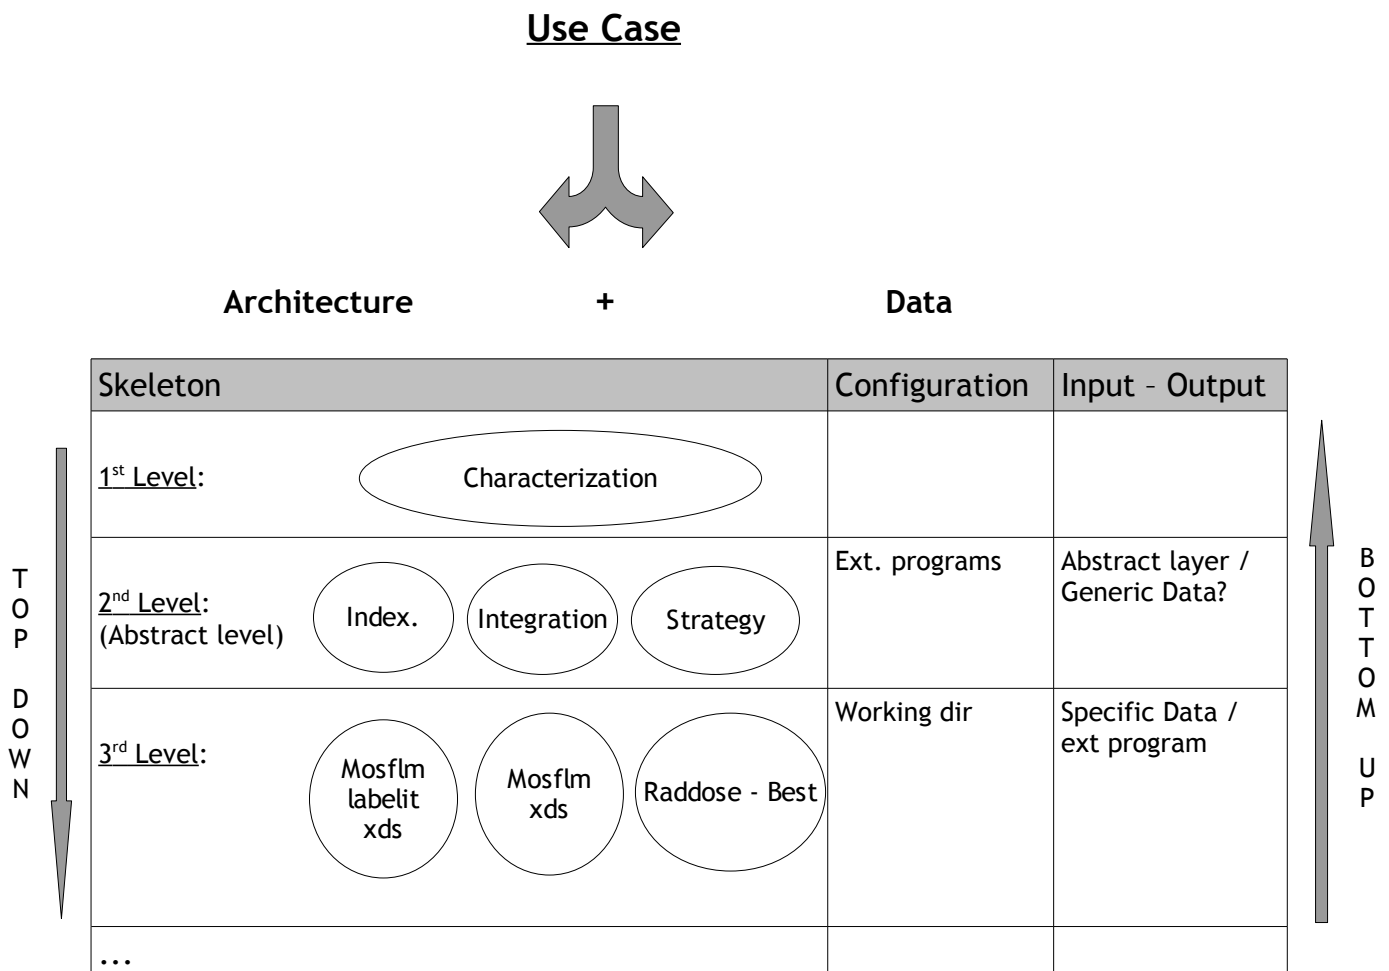 Use Case
Architecture + Data
Skeleton Configuration Input – Output
1st Level:
Characterization
TOP DOWN
2nd Level:
(Abstract level)
Index.
Integration
Strategy
Ext. programs
Abstract layer /
Generic Data?
BOTTOM UP
3rd Level:
Mosflm
labelit
xds
Mosflm
xds
Raddose - Best
Working dir
Specific Data /
ext program
...